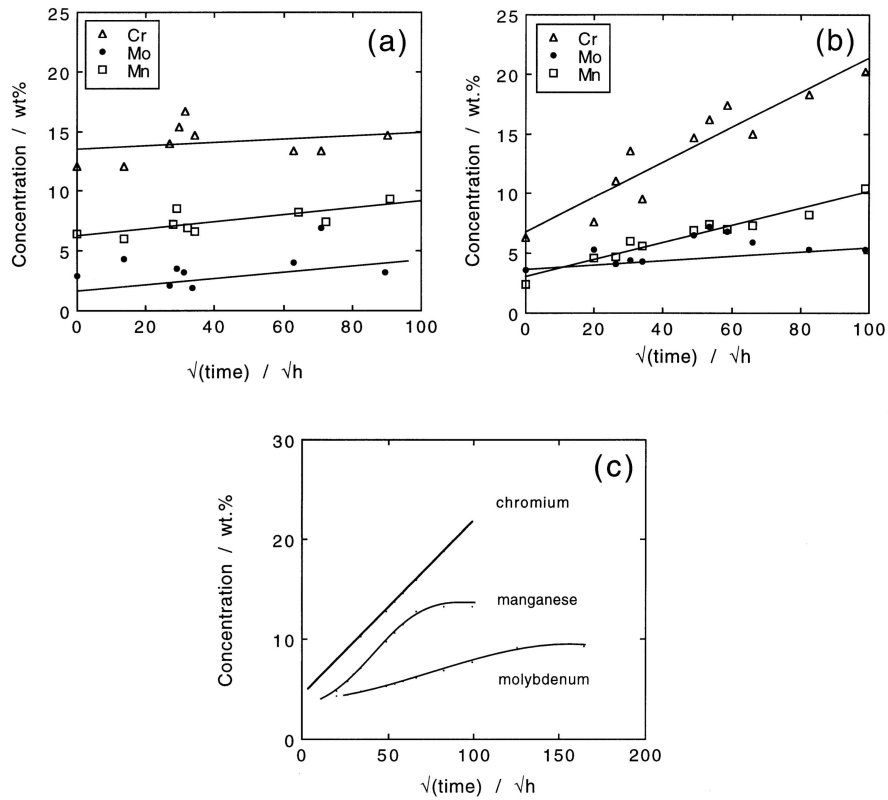 (a)
Cr
Mo
Mn
Concentration / wt%
25
20
15
10
5
0
0 20 40 60 80 100
√(time) / √h
(b)
Cr
Mo
Mn
Concentration / wt.%
25
20
15
10
5
0
0 20 40 60 80 100
√(time) / √h
(c)
chromium
manganese
molybdenum
Concentration / wt.%
30
20
10
0
0 50 100 150 200
√(time) / √h